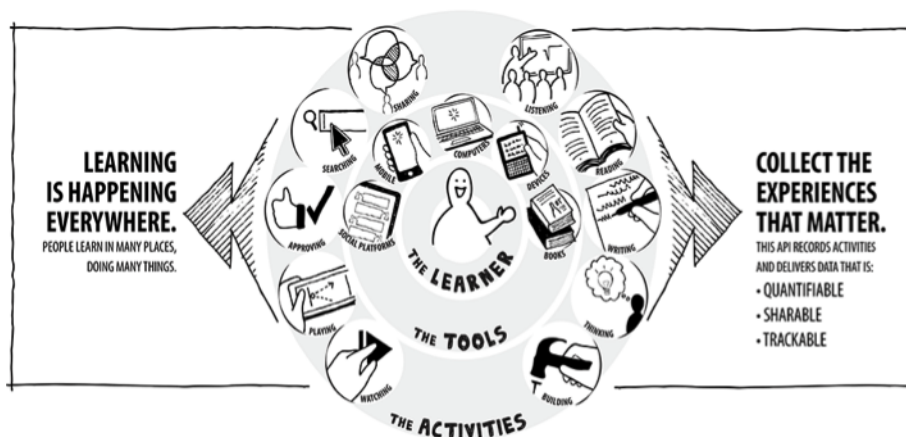 LEARNING
IS HAPPENING
EVERYWHERE.
PEOPLE LEARN IN MANY PLACES,
DOING MANY THINGS.
SHARING
LISTENING
SEARCHING
MOBILE
COMPUTERS
DEVICES
READING
APPROVING
SOCIAL PLATFORMS
BOOKS
WRITING
THE LEARNER
PLAYING
THINKING
THE TOOLS
WATCHING
BUILDING
THE ACTIVITIES
COLLECT THE
EXPERIENCES
THAT MATTER.
THIS API RECORDS ACTIVITIES
AND DELIVERS DATA THAT IS:
• QUANTIFIABLE
• SHARABLE
• TRACKABLE